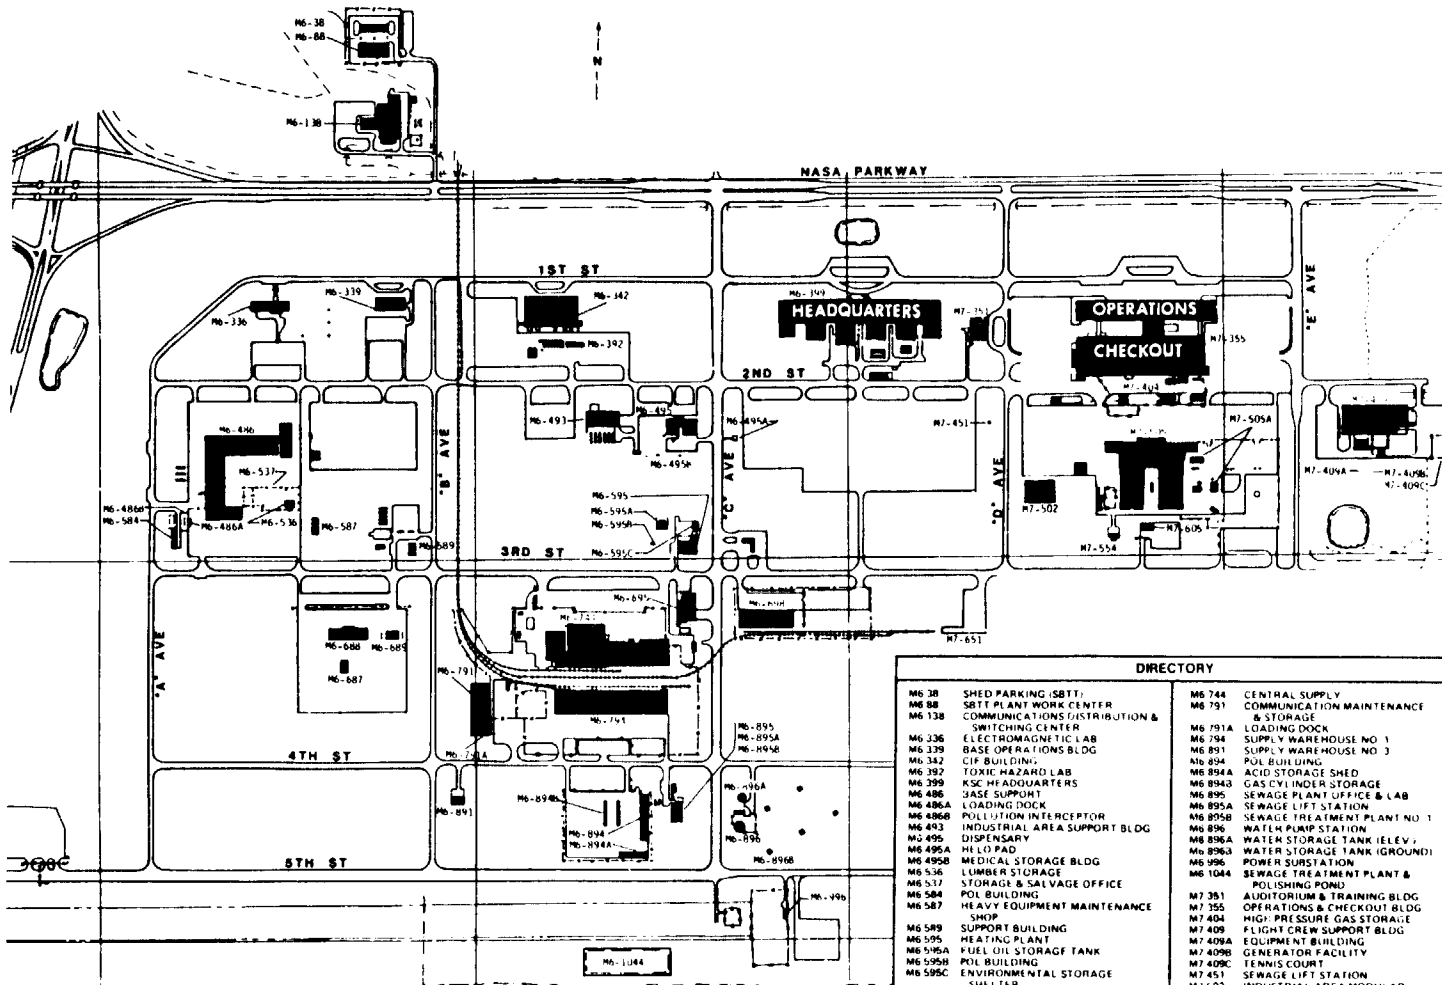 M6-38
M6-88
N
M6-138
NASA PARKWAY
1ST ST
"E" AVE
M6-339
M6-342
M6-399
HEADQUARTERS
M7-351
OPERATIONS
M6-336
M6-392
M7-355
CHECKOUT
2ND ST
M7-404
M6-493
M6-495
M6-495A
M7-451
M7-505A
M6-486
"B" AVE
M6-537
M7-409A
M7-409B
M7-409C
M6-595
"C" AVE
"D" AVE
M6-486B
M6-595A
M7-502
M6-584
M6-486A
M6-536
M6-587
M6-595B
M7-605
M6-589
3RD ST
M6-595C
M7-554
M6-695
M6-698
"A" AVE
M6-688
M6-689
M7-651
M6-687
M6-791
DIRECTORY
M6-794
4TH ST
M6-791A
M6-895
M6-895A
M6-895B
M6-896A
M6-894B
M6-891
M6-894
M6-896
M6-894A
5TH ST
M6-896B
M6-996
M6-1044
M6 38 SHED PARKING (SBTT)
M6 88 SBTT PLANT WORK CENTER
M6 138 COMMUNICATIONS DISTRIBUTION &
SWITCHING CENTER
M6 336 ELECTROMAGNETIC LAB
M6 339 BASE OPERATIONS BLDG
M6 342 CIF BUILDING
M6 392 TOXIC HAZARD LAB
M6 399 KSC HEADQUARTERS
M6 486 BASE SUPPORT
M6 486A LOADING DOCK
M6 486B POLLUTION INTERCEPTOR
M6 493 INDUSTRIAL AREA SUPPORT BLDG
M6 495 DISPENSARY
M6 495A HELO PAD
M6 495B MEDICAL STORAGE BLDG
M6 536 LUMBER STORAGE
M6 537 STORAGE & SALVAGE OFFICE
M6 584 POL BUILDING
M6 587 HEAVY EQUIPMENT MAINTENANCE
SHOP
M6 589 SUPPORT BUILDING
M6 595 HEATING PLANT
M6 595A FUEL OIL STORAGE TANK
M6 595B POL BUILDING
M6 595C ENVIRONMENTAL STORAGE
SHELTER
M6 744 CENTRAL SUPPLY
M6 791 COMMUNICATION MAINTENANCE
& STORAGE
M6 791A LOADING DOCK
M6 794 SUPPLY WAREHOUSE NO 1
M6 891 SUPPLY WAREHOUSE NO 3
M6 894 POL BUILDING
M6 894A ACID STORAGE SHED
M6 894B GAS CYLINDER STORAGE
M6 895 SEWAGE PLANT OFFICE & LAB
M6 895A SEWAGE LIFT STATION
M6 895B SEWAGE TREATMENT PLANT NO 1
M6 896 WATER PUMP STATION
M6 896A WATER STORAGE TANK (ELEV)
M6 896B WATER STORAGE TANK (GROUND)
M6 996 POWER SUBSTATION
M6 1044 SEWAGE TREATMENT PLANT &
POLISHING POND
M7 351 AUDITORIUM & TRAINING BLDG
M7 355 OPERATIONS & CHECKOUT BLDG
M7 404 HIGH PRESSURE GAS STORAGE
M7 409 FLIGHT CREW SUPPORT BLDG
M7 409A EQUIPMENT BUILDING
M7 409B GENERATOR FACILITY
M7 409C TENNIS COURT
M7 451 SEWAGE LIFT STATION